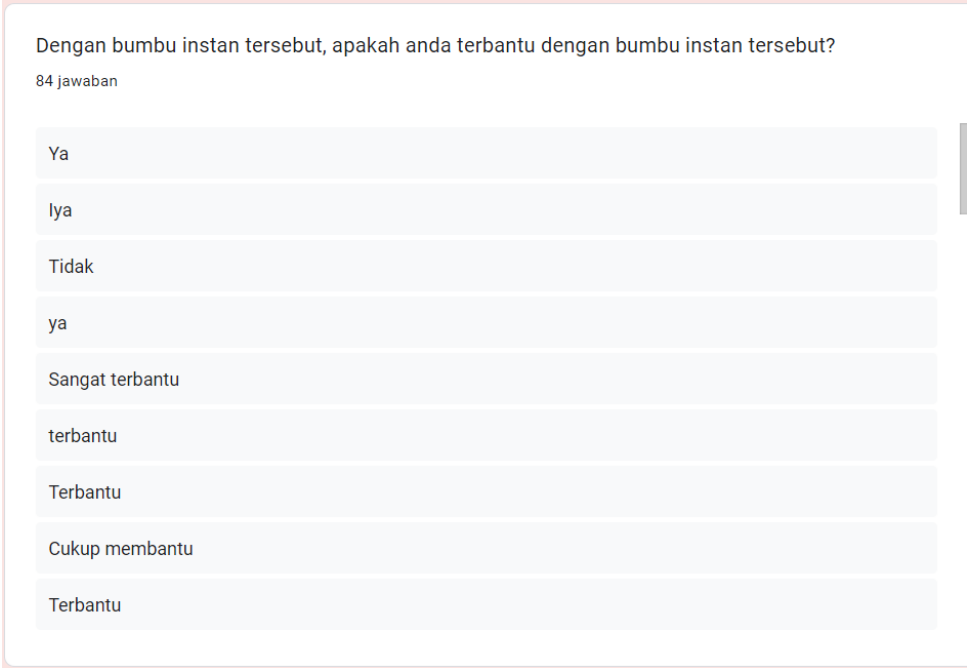 Dengan bumbu instan tersebut, apakah anda terbantu dengan bumbu instan tersebut?
84 jawaban
Ya
Iya
Tidak
ya
Sangat terbantu
terbantu
Terbantu
Cukup membantu
Terbantu